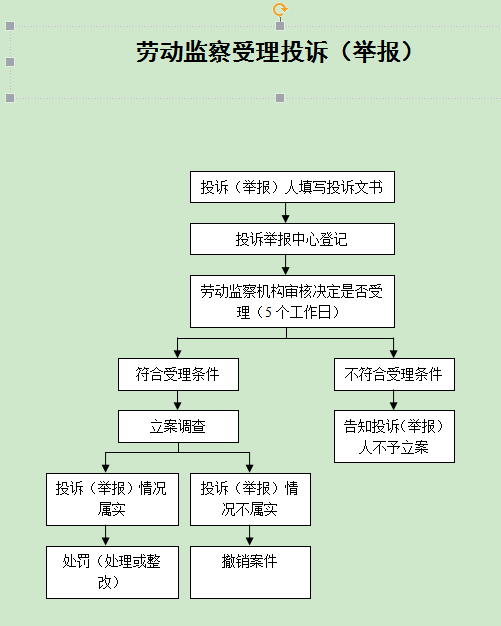 劳动监察受理投诉（举报）
投诉（举报）人填写投诉文书
投诉举报中心登记
劳动监察机构审核决定是否受
理（5 个工作日）
符合受理条件
不符合受理条件
立案调查
告知投诉（举报）
人不予立案
投诉（举报）情况
属实
投诉（举报）情
况不属实
处罚（处理或整
改）
撤销案件